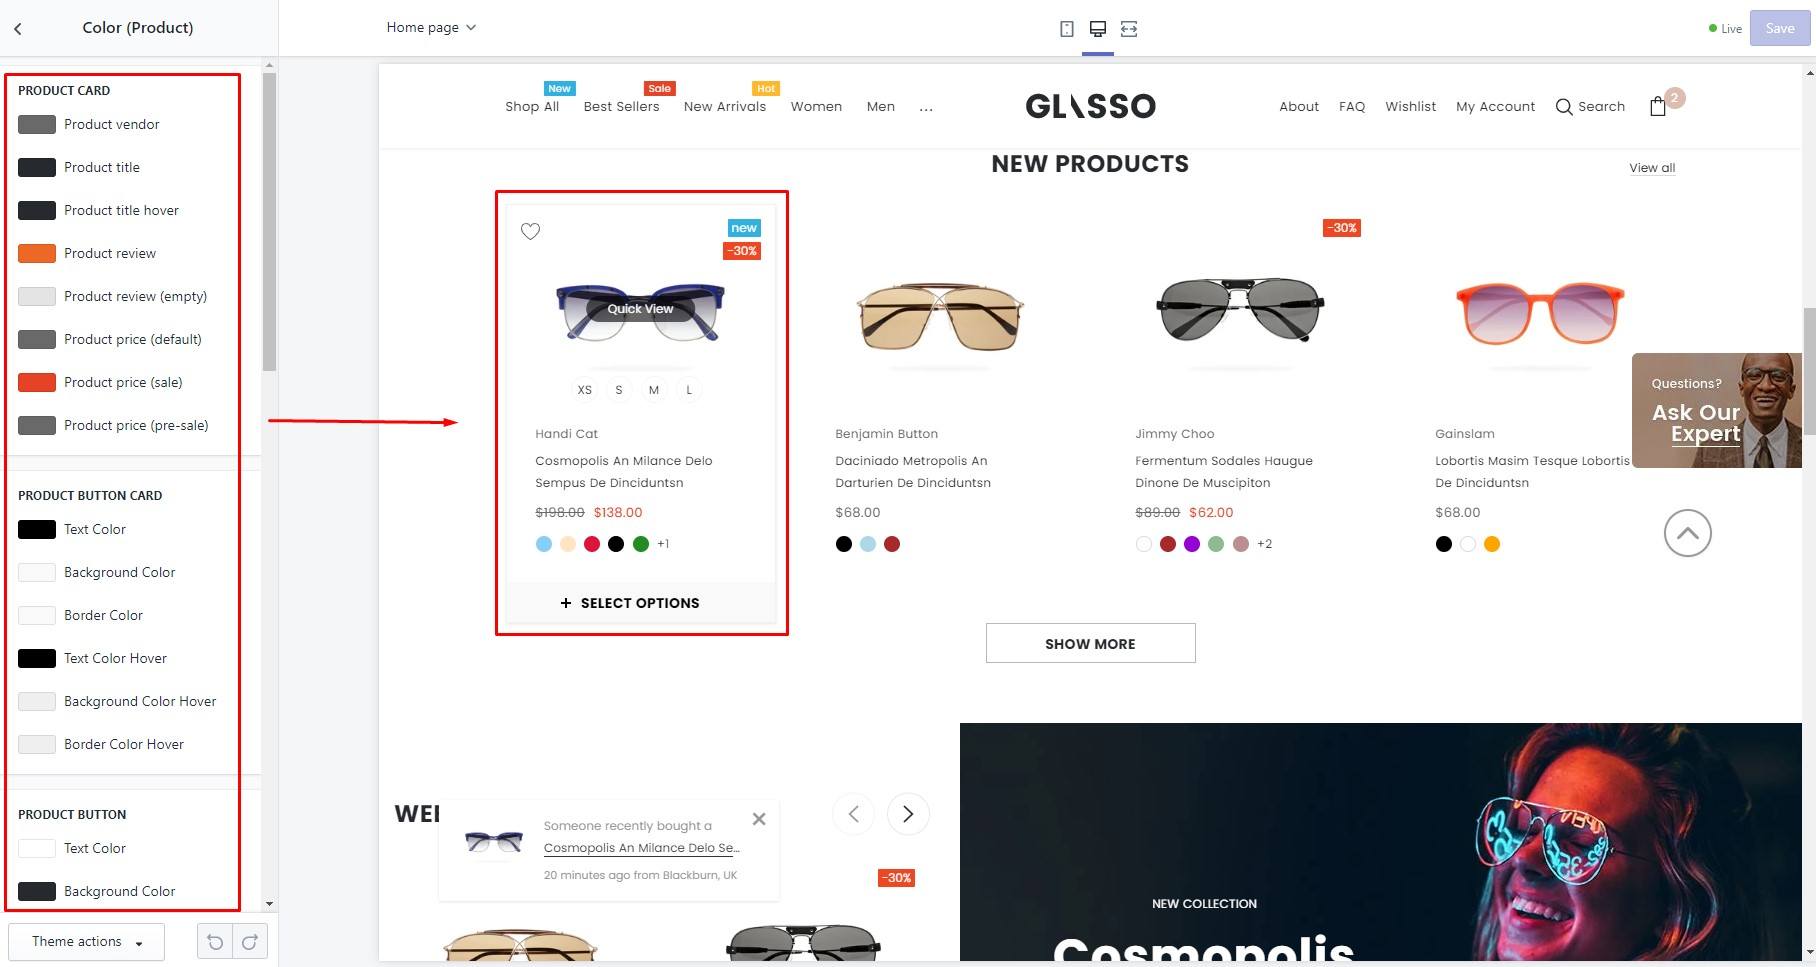 Color (Product)
Home page
Live
Save
PRODUCT CARD
Product vendor
Product title
Product title hover
Product review
Product review (empty)
Product price (default)
Product price (sale)
Product price (pre-sale)
PRODUCT BUTTON CARD
Text Color
Background Color
Border Color
Text Color Hover
Background Color Hover
Border Color Hover
PRODUCT BUTTON
Text Color
Background Color
Theme actions
New
Sale
Hot
Shop All
Best Sellers
New Arrivals
Women
Men
...
GLASSO
About
FAQ
Wishlist
My Account
Search
2
NEW PRODUCTS
View all
new
-30%
Quick View
XS
S
M
L
Handi Cat
Cosmopolis An Milance Delo
Sempus De Dinciduntsn
$198.00 $138.00
+1
+ SELECT OPTIONS
Benjamin Button
Daciniado Metropolis An
Darturien De Dinciduntsn
$68.00
-30%
Jimmy Choo
Fermentum Sodales Haugue
Dinone De Muscipiton
$89.00 $62.00
+2
Gainslam
Lobortis Masim Tesque Lobortis
De Dinciduntsn
$68.00
Questions?
Ask Our
Expert
SHOW MORE
Someone recently bought a
Cosmopolis An Milance Delo Se...
20 minutes ago from Blackburn, UK
-30%
NEW COLLECTION
Cosmopolis